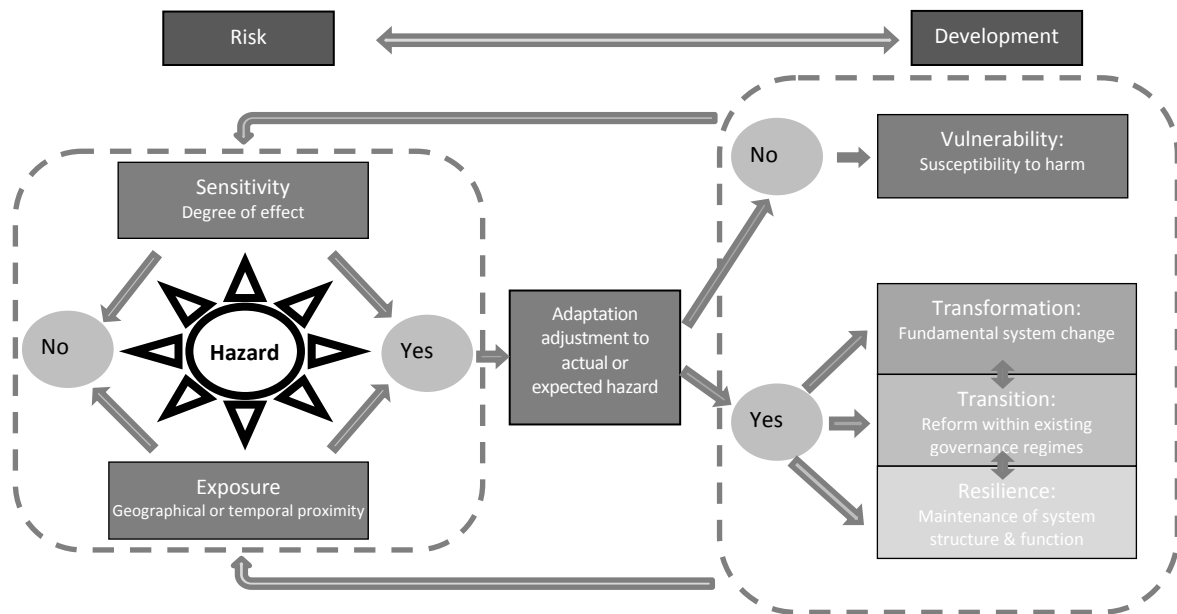 Risk
Development
Sensitivity
Degree of effect
No
Hazard
Yes
Exposure
Geographical or temporal proximity
Adaptation
adjustment to
actual or
expected hazard
No
Vulnerability:
Susceptibility to harm
Yes
Transformation:
Fundamental system change
Transition:
Reform within existing
governance regimes
Resilience:
Maintenance of system
structure & function